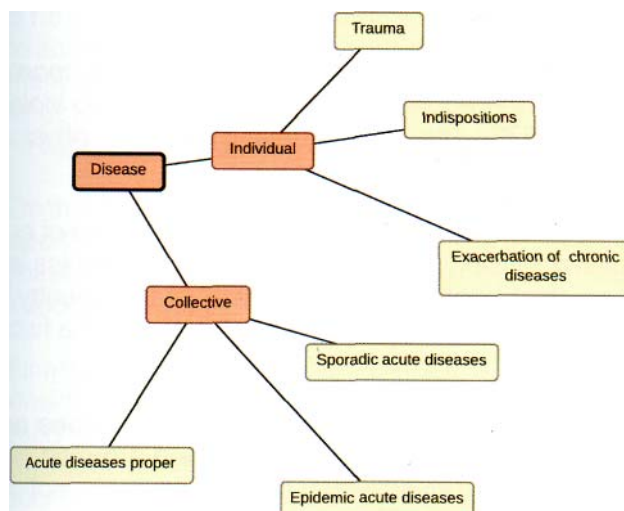 Trauma
Indispositions
Individual
Disease
Exacerbation of chronic
diseases
Collective
Sporadic acute diseases
Acute diseases proper
Epidemic acute diseases